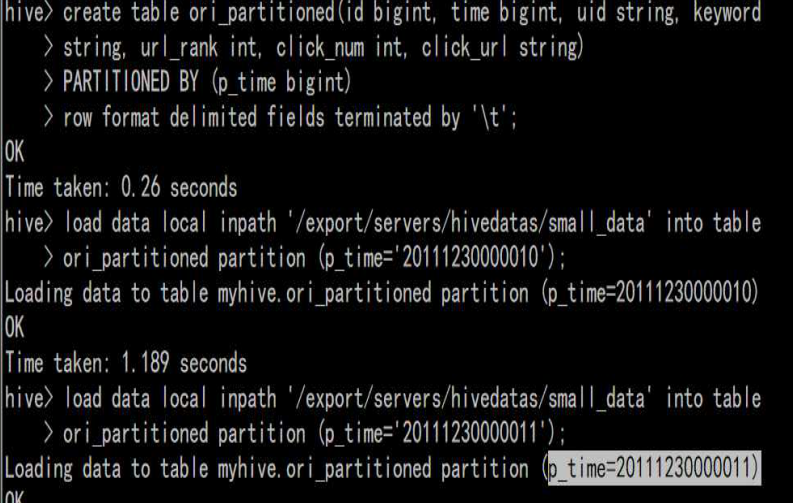 hive> create table ori_partitioned(id bigint, time bigint, uid string, keyword
> string, url_rank int, click_num int, click_url string)
> PARTITIONED BY (p_time bigint)
> row format delimited fields terminated by '\t';
OK
Time taken: 0.26 seconds
hive> load data local inpath '/export/servers/hivedatas/small_data' into table
> ori_partitioned partition (p_time='20111230000010');
Loading data to table myhive.ori_partitioned partition (p_time=20111230000010)
OK
Time taken: 1.189 seconds
hive> load data local inpath '/export/servers/hivedatas/small_data' into table
> ori_partitioned partition (p_time='20111230000011');
Loading data to table myhive.ori_partitioned partition (p_time=20111230000011)
OK